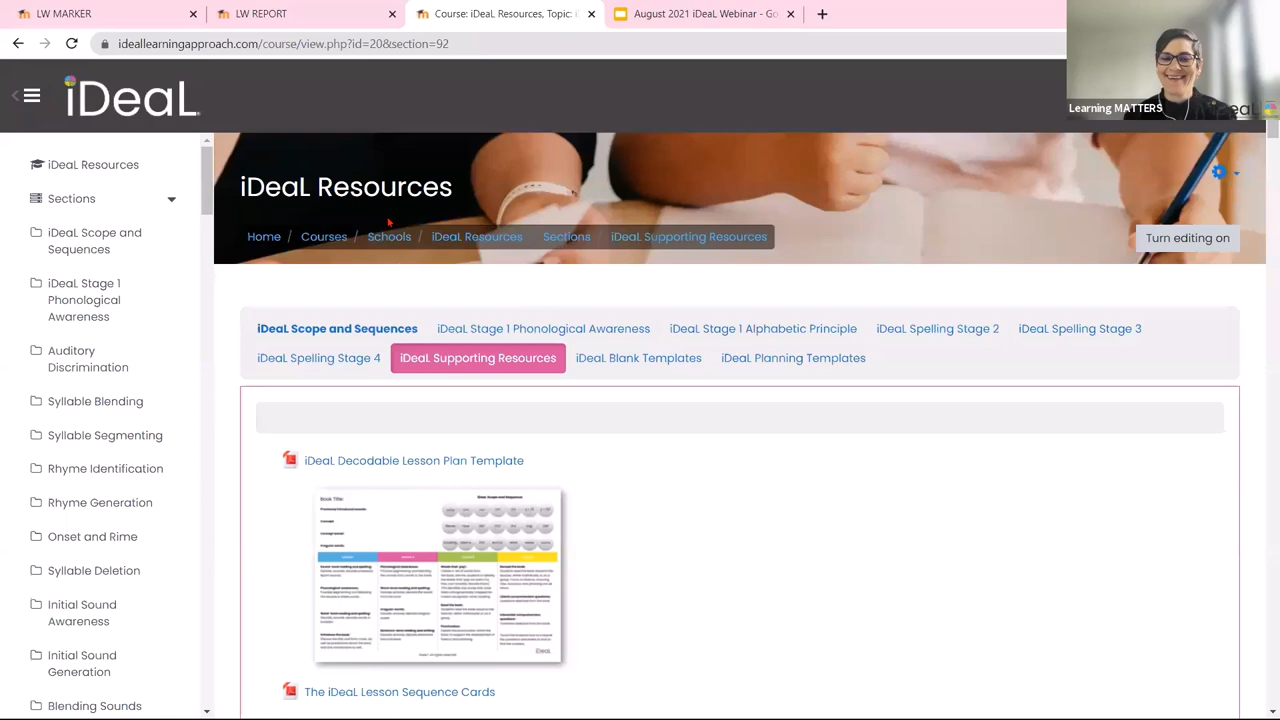 LW MARKER
LW REPORT
Course: iDeaL Resources, Topic: i
August 2021 iDeaL Webinar - Go
ideallearningapproach.com/course/view.php?id=20&section=92
Learning MATTERS
iDeaL
iDeaL Resources
Home / Courses / Schools / iDeaL Resources Sections iDeaL Supporting Resources
Turn editing on
iDeaL Resources
Sections
iDeaL Scope and
Sequences
iDeaL Stage 1
Phonological
Awareness
Auditory
Discrimination
Syllable Blending
Syllable Segmenting
Rhyme Identification
Rhyme Generation
Onset and Rime
Syllable Deletion
Initial Sound
Awareness
Initial Sound
Generation
Blending Sounds
iDeaL Scope and Sequences iDeaL Stage 1 Phonological Awareness iDeaL Stage 1 Alphabetic Principle iDeaL Spelling Stage 2 iDeaL Spelling Stage 3
iDeaL Spelling Stage 4 iDeaL Supporting Resources iDeaL Blank Templates iDeaL Planning Templates
iDeaL Decodable Lesson Plan Template
Book Title:
iDeaL
The iDeaL Lesson Sequence Cards